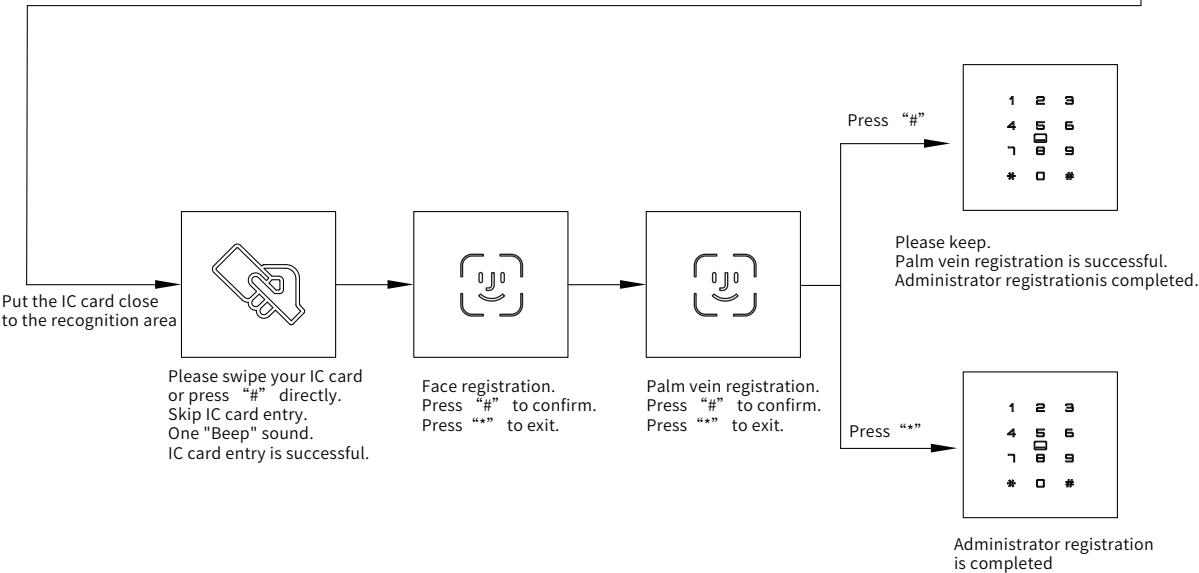 Put the IC card close
to the recognition area
Please swipe your IC card
or press “#” directly.
Skip IC card entry.
One "Beep" sound.
IC card entry is successful.
Face registration.
Press “#” to confirm.
Press “*” to exit.
Palm vein registration.
Press “#” to confirm.
Press “*” to exit.
Press “#”
1 2 3
4 5 6
7 8 9
* 0 #
Please keep.
Palm vein registration is successful.
Administrator registrationis completed.
Press “*”
1 2 3
4 5 6
7 8 9
* 0 #
Administrator registration
is completed